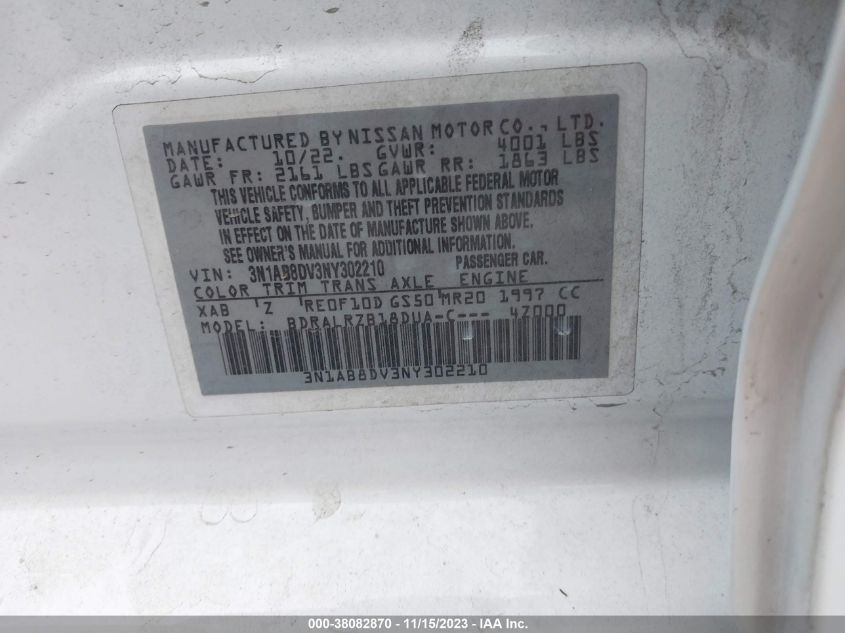 MANUFACTURED BY NISSAN MOTOR CO., LTD.
DATE: 10/22. GVWR: 4001 LBS
GAWR FR: 2161 LBS GAWR RR: 1863 LBS
THIS VEHICLE CONFORMS TO ALL APPLICABLE FEDERAL MOTOR
VEHICLE SAFETY, BUMPER AND THEFT PREVENTION STANDARDS
IN EFFECT ON THE DATE OF MANUFACTURE SHOWN ABOVE.
SEE OWNER'S MANUAL FOR ADDITIONAL INFORMATION.
VIN: 3N1AB8DV3NY302210 PASSENGER CAR.
COLOR TRIM TRANS AXLE ENGINE
XAB Z RE0F10D GS50 MR20 1997 CC
MODEL: BDRALRZB18DUA-C--- 4Z000
3N1AB8DV3NY302210
000-38082870 - 11/15/2023 - IAA Inc.